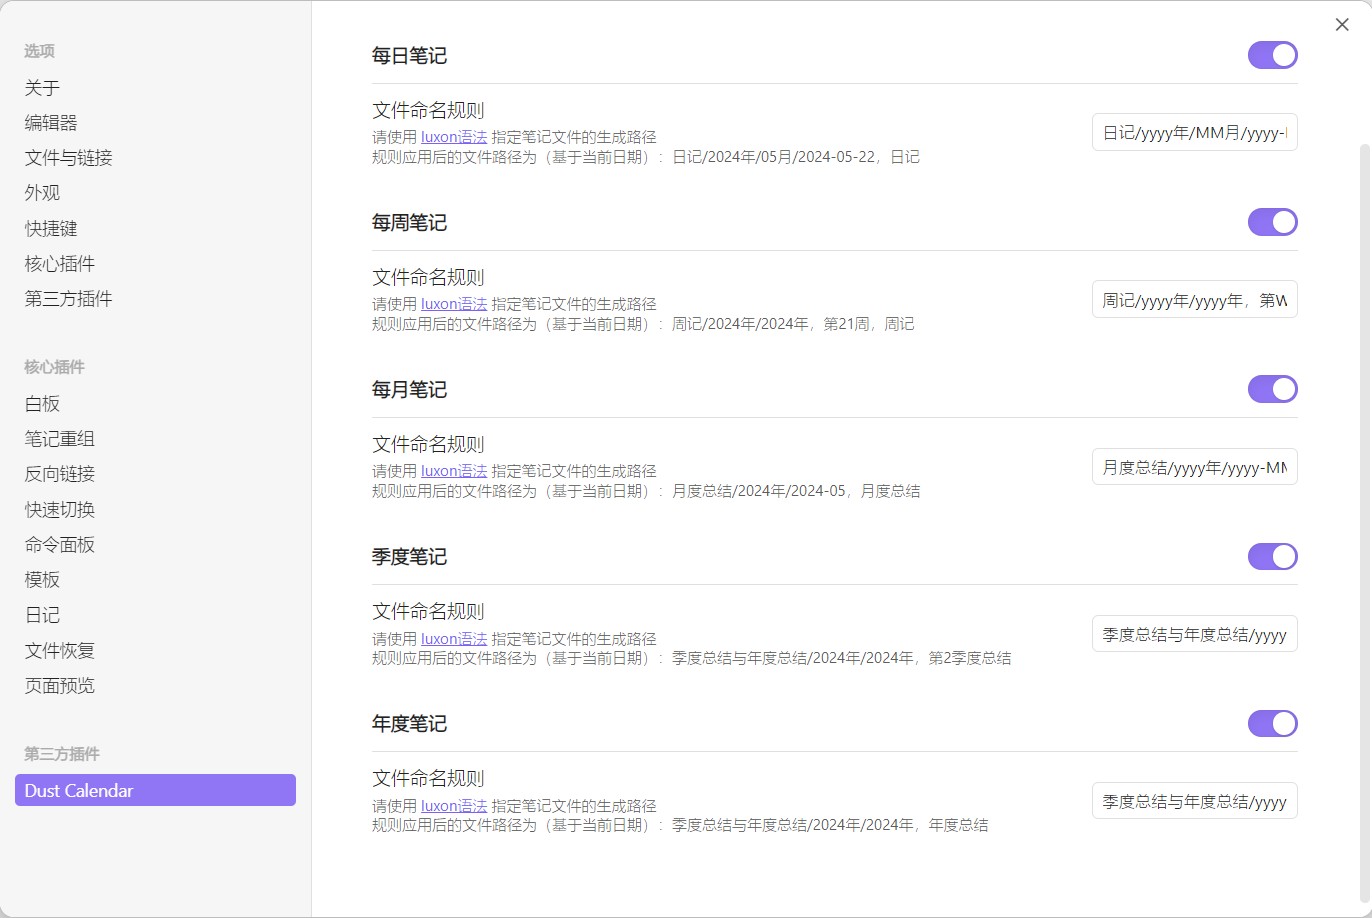 选项
关于
编辑器
文件与链接
外观
快捷键
核心插件
第三方插件
核心插件
白板
笔记重组
反向链接
快速切换
命令面板
模板
日记
文件恢复
页面预览
第三方插件
Dust Calendar
每日笔记
文件命名规则
请使用 luxon语法 指定笔记文件的生成路径
规则应用后的文件路径为（基于当前日期）：日记/2024年/05月/2024-05-22，日记
日记/yyyy年/MM月/yyyy-
每周笔记
文件命名规则
请使用 luxon语法 指定笔记文件的生成路径
规则应用后的文件路径为（基于当前日期）：周记/2024年/2024年，第21周，周记
周记/yyyy年/yyyy年，第W
每月笔记
文件命名规则
请使用 luxon语法 指定笔记文件的生成路径
规则应用后的文件路径为（基于当前日期）：月度总结/2024年/2024-05，月度总结
月度总结/yyyy年/yyyy-MM
季度笔记
文件命名规则
请使用 luxon语法 指定笔记文件的生成路径
规则应用后的文件路径为（基于当前日期）：季度总结与年度总结/2024年/2024年，第2季度总结
季度总结与年度总结/yyyy
年度笔记
文件命名规则
请使用 luxon语法 指定笔记文件的生成路径
规则应用后的文件路径为（基于当前日期）：季度总结与年度总结/2024年/2024年，年度总结
季度总结与年度总结/yyyy